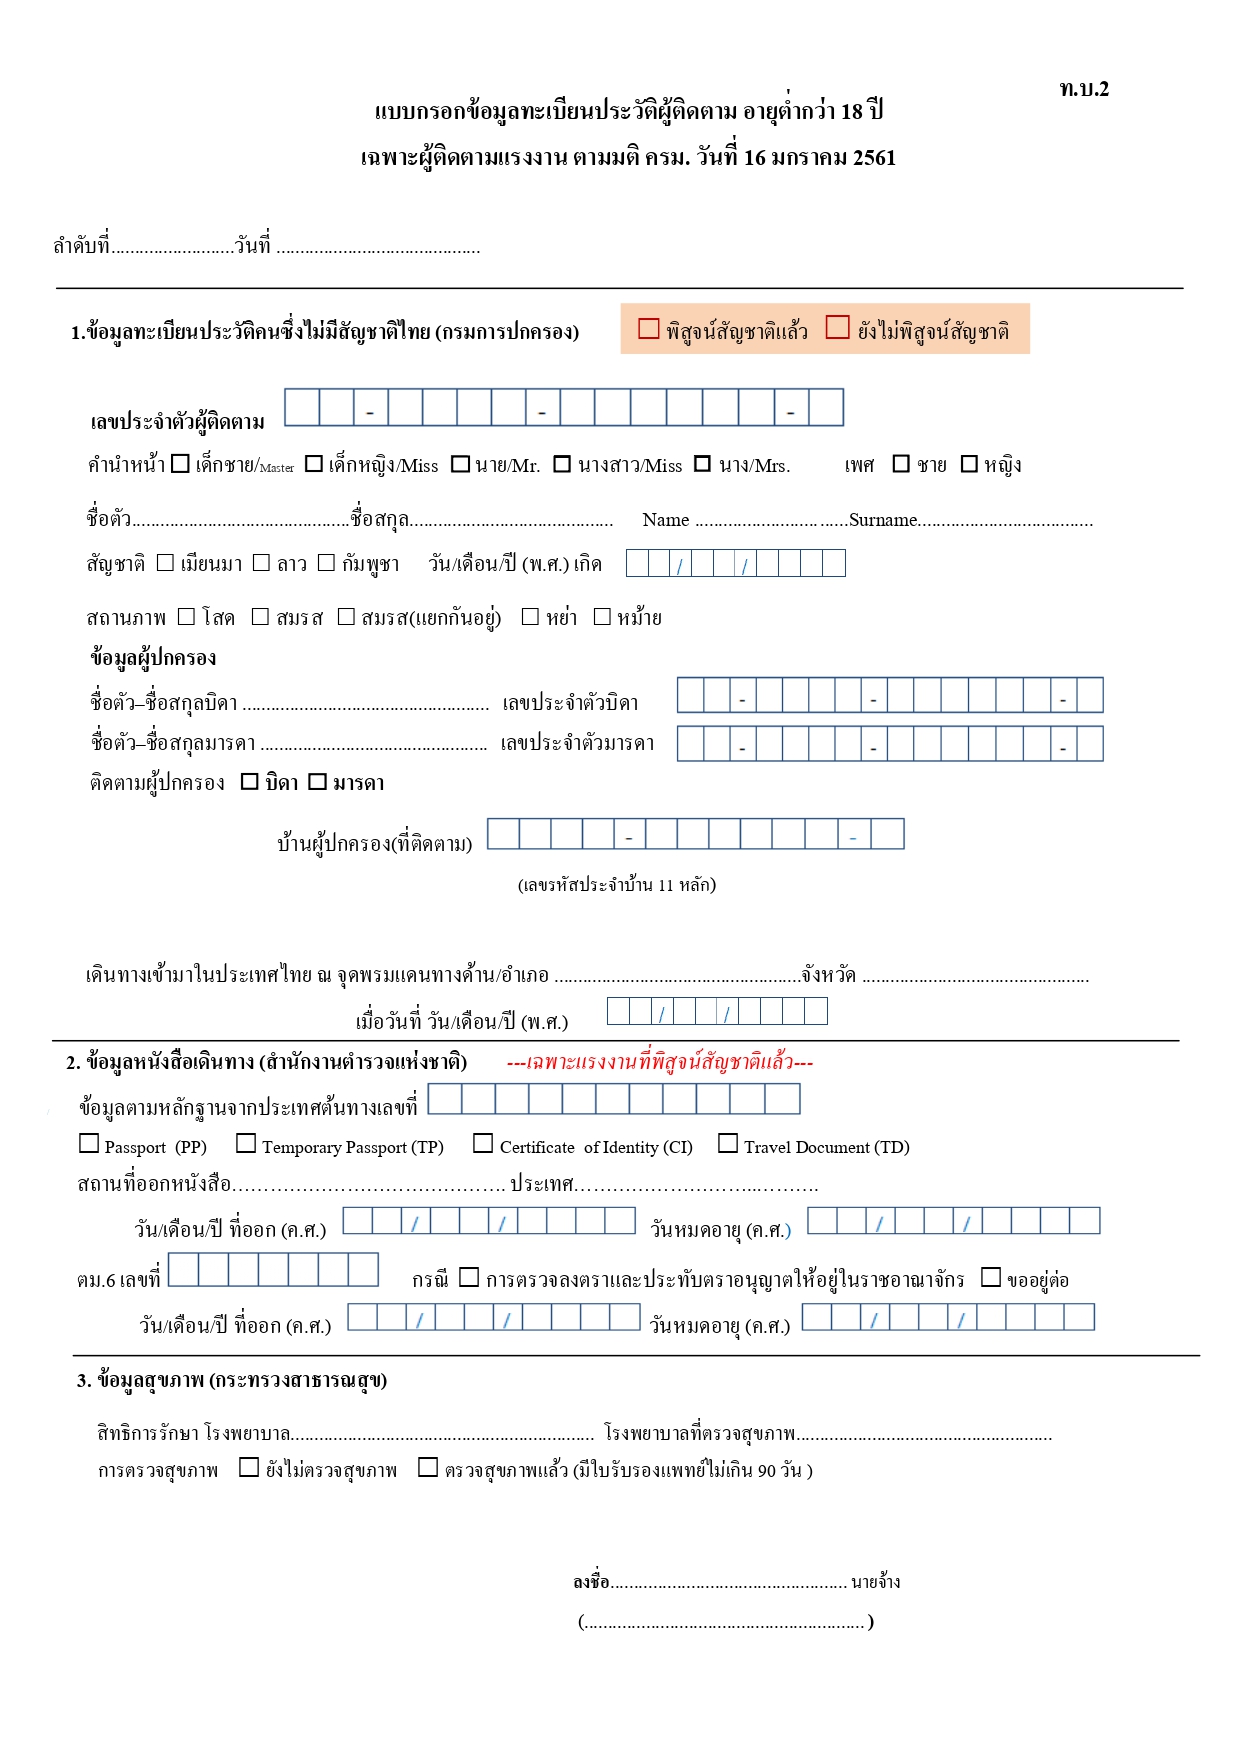 ท.บ.2
แบบกรอกข้อมูลทะเบียนประวัติผู้ติดตาม อายุต่ำกว่า 18 ปี
เฉพาะผู้ติดตามแรงงาน ตามมติ ครม. วันที่ 16 มกราคม 2561
ลำดับที่..........................วันที่ ...........................................
1.ข้อมูลทะเบียนประวัติคนซึ่งไม่มีสัญชาติไทย (กรมการปกครอง) ☐ พิสูจน์สัญชาติแล้ว ☐ ยังไม่พิสูจน์สัญชาติ
เลขประจำตัวผู้ติดตาม - - -
คำนำหน้า ☐ เด็กชาย/Master ☐ เด็กหญิง/Miss ☐ นาย/Mr. ☐ นางสาว/Miss ☐ นาง/Mrs. เพศ ☐ ชาย ☐ หญิง
ชื่อตัว..............................................ชื่อสกุล........................................... Name ................................Surname.....................................
สัญชาติ ☐ เมียนมา ☐ ลาว ☐ กัมพูชา วัน/เดือน/ปี (พ.ศ.) เกิด / /
สถานภาพ ☐ โสด ☐ สมรส ☐ สมรส(แยกกันอยู่) ☐ หย่า ☐ หม้าย
ข้อมูลผู้ปกครอง
ชื่อตัว–ชื่อสกุลบิดา .................................................... เลขประจำตัวบิดา - - -
ชื่อตัว–ชื่อสกุลมารดา ................................................ เลขประจำตัวมารดา - - -
ติดตามผู้ปกครอง ☐ บิดา ☐ มารดา
บ้านผู้ปกครอง(ที่ติดตาม) - -
(เลขรหัสประจำบ้าน 11 หลัก)
เดินทางเข้ามาในประเทศไทย ณ จุดพรมแดนทางด้าน/อำเภอ ....................................................จังหวัด ................................................
เมื่อวันที่ วัน/เดือน/ปี (พ.ศ.) / /
2. ข้อมูลหนังสือเดินทาง (สำนักงานตำรวจแห่งชาติ) ---เฉพาะแรงงานที่พิสูจน์สัญชาติแล้ว---
ข้อมูลตามหลักฐานจากประเทศต้นทางเลขที่
☐ Passport (PP) ☐ Temporary Passport (TP) ☐ Certificate of Identity (CI) ☐ Travel Document (TD)
สถานที่ออกหนังสือ……………………………………. ประเทศ………………………..……….
วัน/เดือน/ปี ที่ออก (ค.ศ.) / / วันหมดอายุ (ค.ศ.) / /
ตม.6 เลขที่ กรณี ☐ การตรวจลงตราและประทับตราอนุญาตให้อยู่ในราชอาณาจักร ☐ ขออยู่ต่อ
วัน/เดือน/ปี ที่ออก (ค.ศ.) / / วันหมดอายุ (ค.ศ.) / /
3. ข้อมูลสุขภาพ (กระทรวงสาธารณสุข)
สิทธิการรักษา โรงพยาบาล................................................................ โรงพยาบาลที่ตรวจสุขภาพ......................................................
การตรวจสุขภาพ ☐ ยังไม่ตรวจสุขภาพ ☐ ตรวจสุขภาพแล้ว (มีใบรับรองแพทย์ไม่เกิน 90 วัน )
ลงชื่อ.................................................. นายจ้าง
(........................................................... )